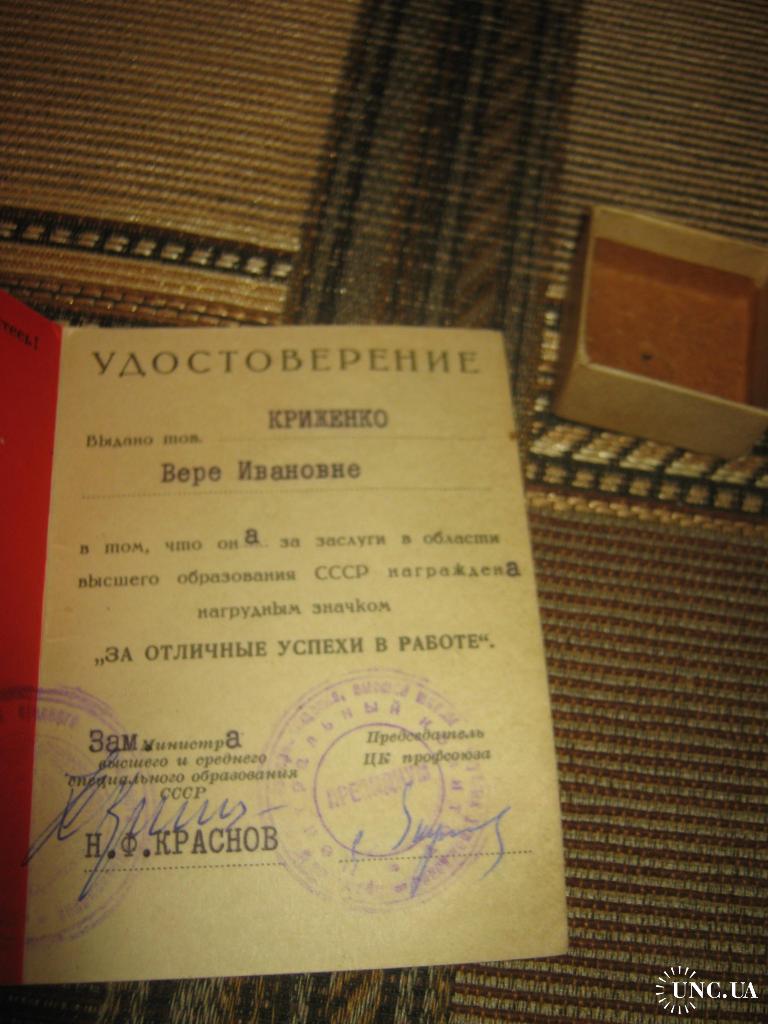 УДОСТОВЕРЕНИЕ
Выдано тов. КРИЖЕНКО
Вере Ивановне
в том, что она за заслуги в области
высшего образования СССР награждена
нагрудным значком
„ЗА ОТЛИЧНЫЕ УСПЕХИ В РАБОТЕ“.
Зам.Министра
высшего и среднего
специального образования
СССР
Н.Ф.КРАСНОВ
Председатель
ЦК профсоюза
ПРЕЗИДИУМ
UNC.UA